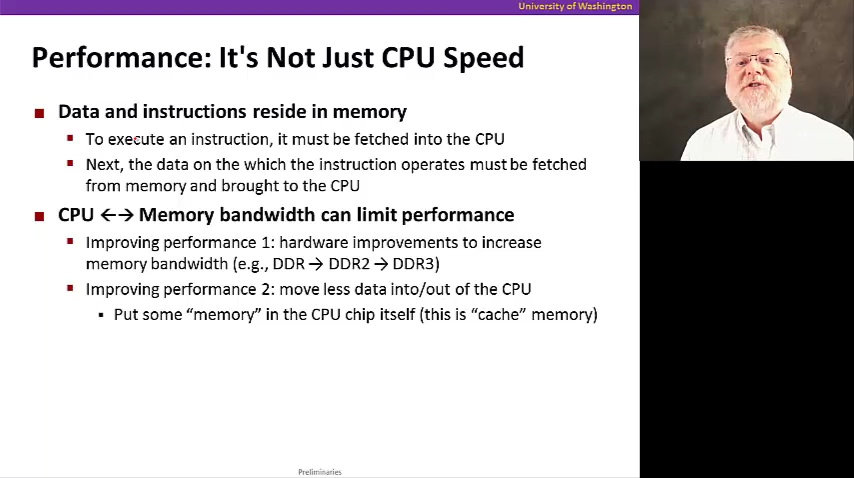 University of Washington
Performance: It's Not Just CPU Speed
■ Data and instructions reside in memory
▪ To execute an instruction, it must be fetched into the CPU
▪ Next, the data on the which the instruction operates must be fetched
from memory and brought to the CPU
■ CPU ←→ Memory bandwidth can limit performance
▪ Improving performance 1: hardware improvements to increase
memory bandwidth (e.g., DDR → DDR2 → DDR3)
▪ Improving performance 2: move less data into/out of the CPU
▪ Put some “memory” in the CPU chip itself (this is “cache” memory)
Preliminaries